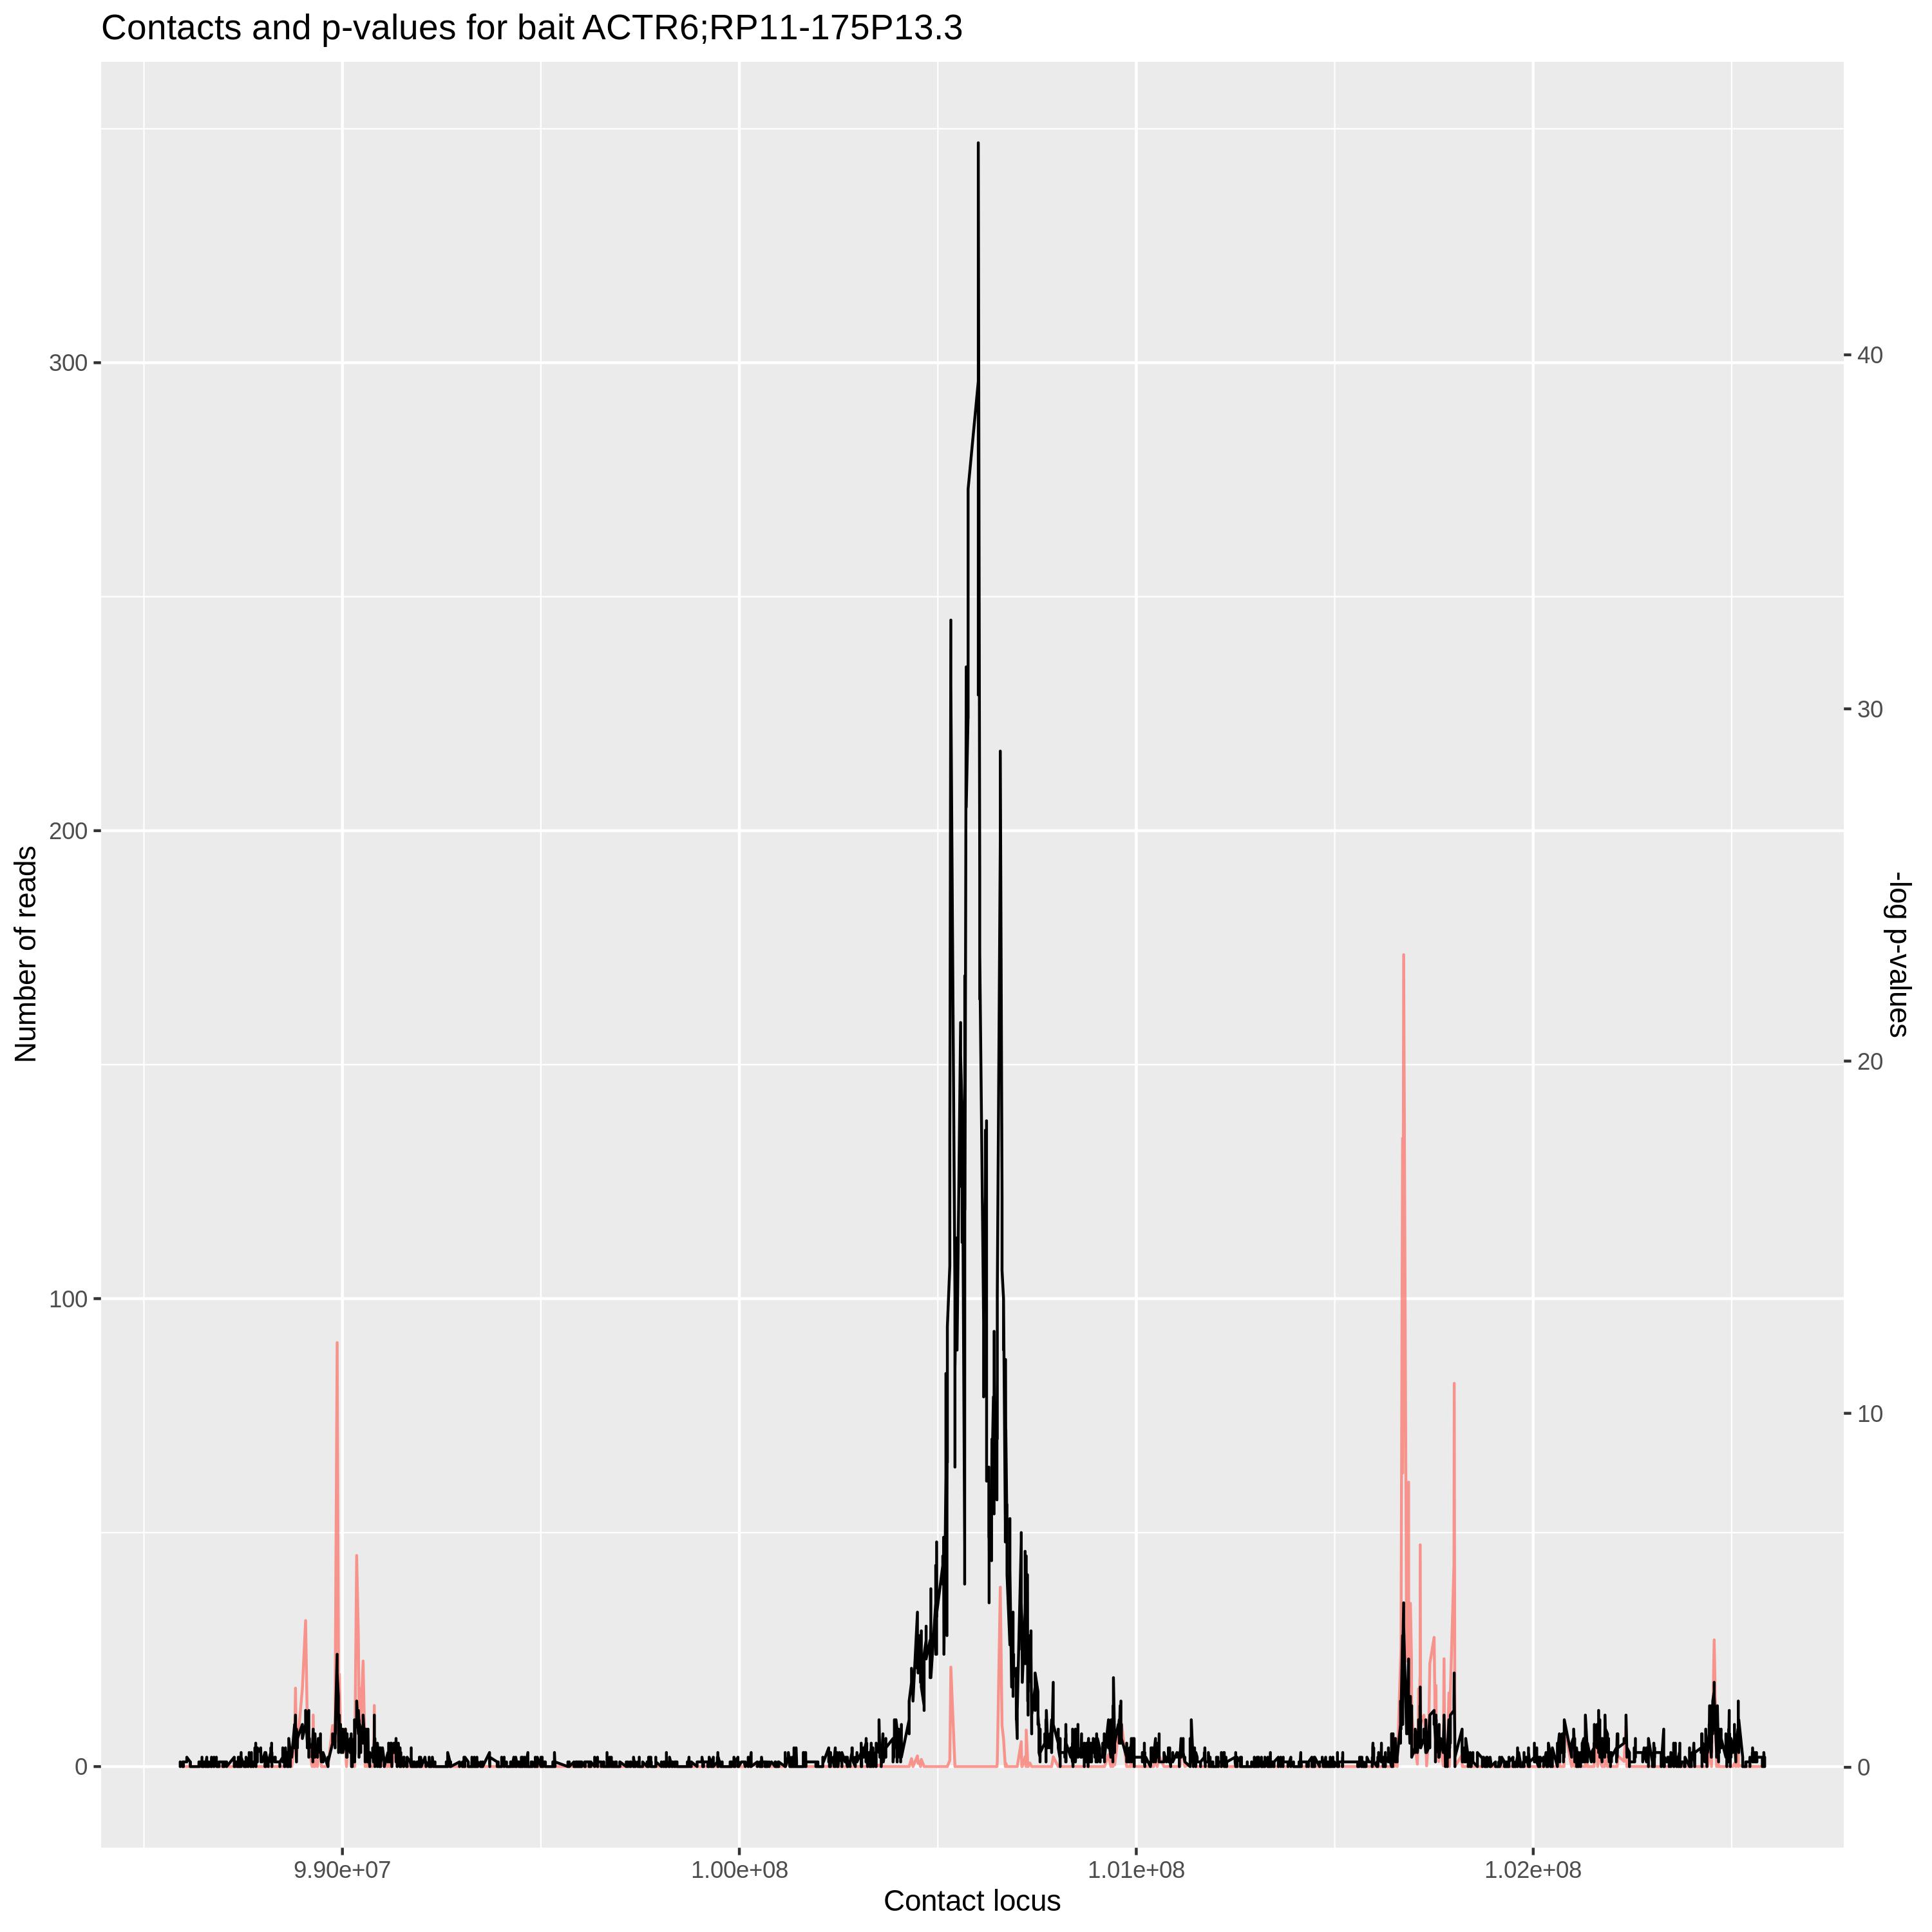 Contacts and p-values for bait ACTR6;RP11-175P13.3
300
200
100
0
40
30
20
10
0
Number of reads
-log p-values
9.90e+07 1.00e+08 1.01e+08 1.02e+08
Contact locus